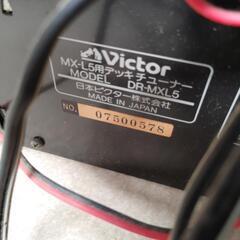 Victor
MX-L5用デッキチューナー
MODEL DR-MXL5
日本ビクター株式会社
MADE IN JAPAN
NO. 07500578